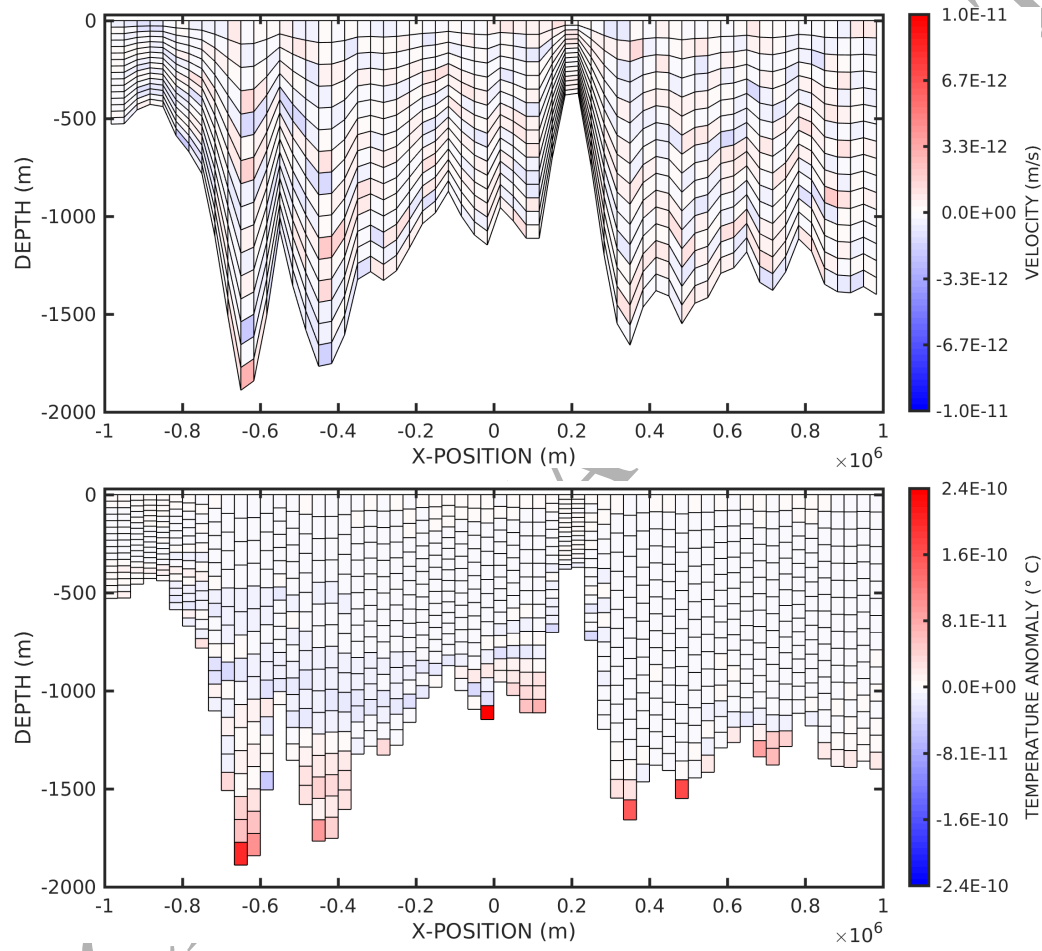 0
-500
-1000
-1500
-2000
DEPTH (m)
-1 -0.8 -0.6 -0.4 -0.2 0 0.2 0.4 0.6 0.8 1
X-POSITION (m)
×10⁶
1.0E-11
6.7E-12
3.3E-12
0.0E+00
-3.3E-12
-6.7E-12
-1.0E-11
VELOCITY (m/s)
0
-500
-1000
-1500
-2000
DEPTH (m)
-1 -0.8 -0.6 -0.4 -0.2 0 0.2 0.4 0.6 0.8 1
X-POSITION (m)
×10⁶
2.4E-10
1.6E-10
8.1E-11
0.0E+00
-8.1E-11
-1.6E-10
-2.4E-10
TEMPERATURE ANOMALY (° C)